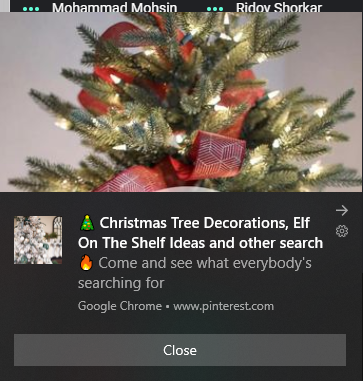 Mohammad Mohsin Ridoy Shorkar
🎄 Christmas Tree Decorations, Elf
On The Shelf Ideas and other search
🔥 Come and see what everybody's
searching for
Google Chrome • www.pinterest.com
Close